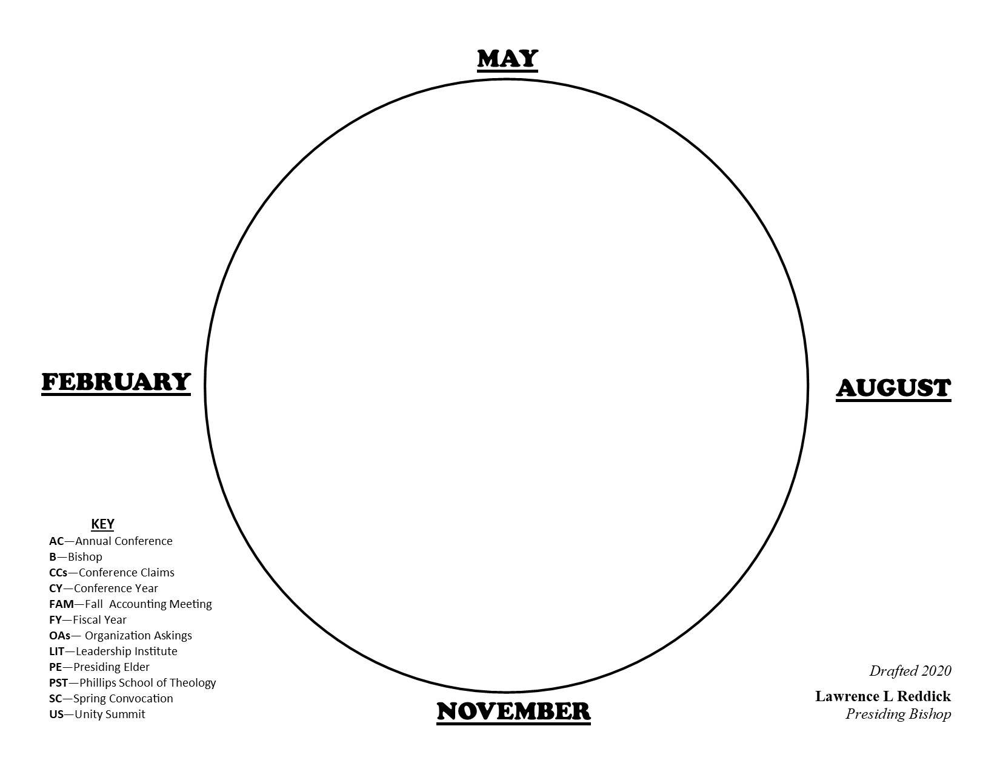 MAY
FEBRUARY
AUGUST
KEY
AC—Annual Conference
B—Bishop
CCs—Conference Claims
CY—Conference Year
FAM—Fall  Accounting Meeting
FY—Fiscal Year
OAs— Organization Askings
LIT—Leadership Institute
PE—Presiding Elder
PST—Phillips School of Theology
SC—Spring Convocation
US—Unity Summit
NOVEMBER
Drafted 2020
Lawrence L Reddick
Presiding Bishop